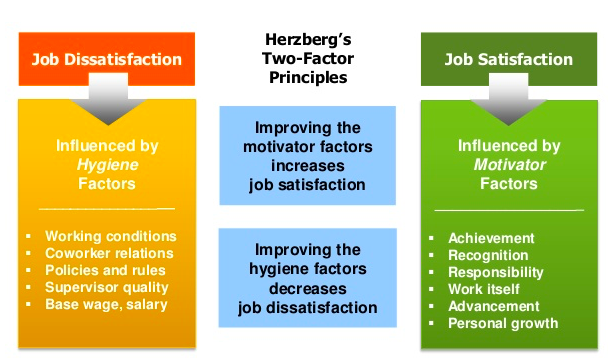 Job Dissatisfaction
Influenced by
Hygiene
Factors
Working conditions
Coworker relations
Policies and rules
Supervisor quality
Base wage, salary
Herzberg's
Two-Factor
Principles
Improving the
motivator factors
increases
job satisfaction
Improving the
hygiene factors
decreases
job dissatisfaction
Job Satisfaction
Influenced by
Motivator
Factors
Achievement
Recognition
Responsibility
Work itself
Advancement
Personal growth